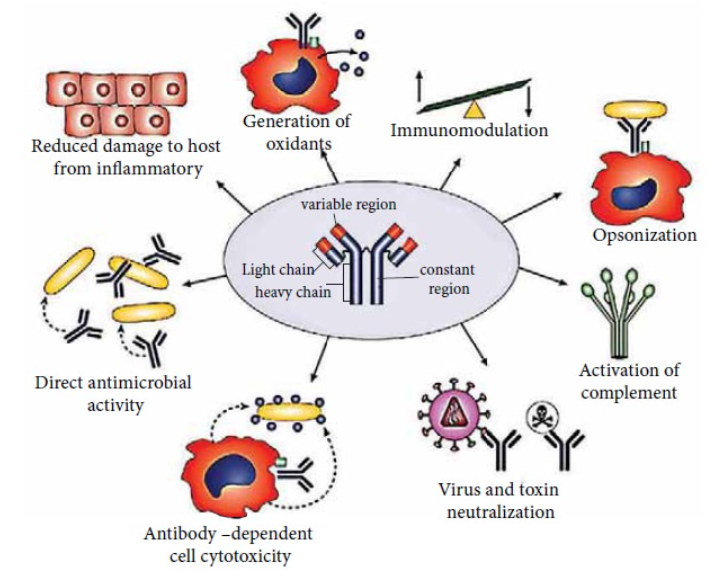 Generation of
oxidants
Immunomodulation
Reduced damage to host
from inflammatory
Opsonization
variable region
Light chain
heavy chain
constant
region
Direct antimicrobial
activity
Activation of
complement
Virus and toxin
neutralization
Antibody –dependent
cell cytotoxicity